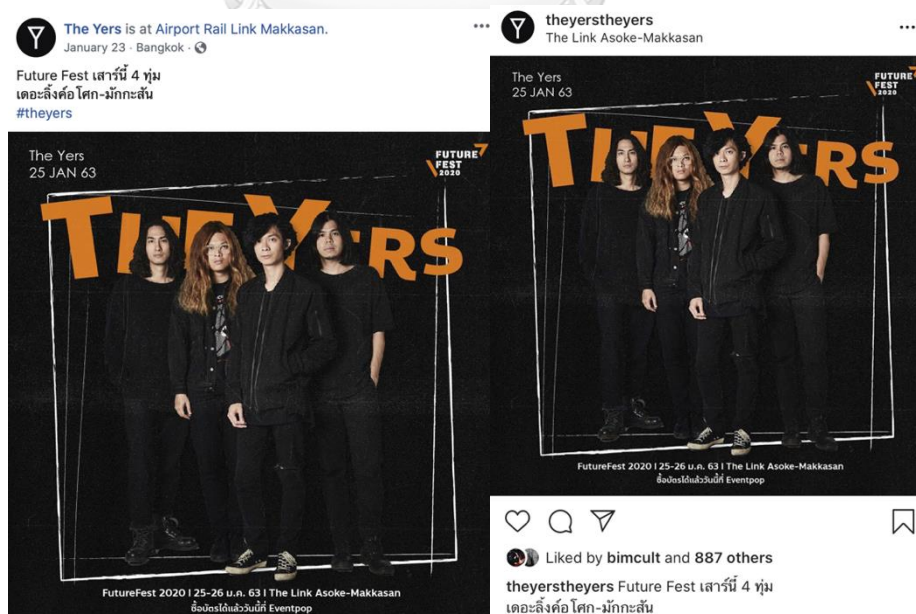 The Yers is at Airport Rail Link Makkasan.
January 23 · Bangkok ·
Future Fest เสาร์นี้ 4 ทุ่ม
เดอะลิ้งค์อโศก-มักกะสัน
#theyers
The Yers
25 JAN 63
FUTURE
FEST
2020
THE YERS
FutureFest 2020 I 25-26 ม.ค. 63 I The Link Asoke-Makkasan
ซื้อบัตรได้แล้ววันนี้ที่ Eventpop
theyerstheyers
The Link Asoke-Makkasan
The Yers
25 JAN 63
FUTURE
FEST
2020
THE YERS
FutureFest 2020 I 25-26 ม.ค. 63 I The Link Asoke-Makkasan
ซื้อบัตรได้แล้ววันนี้ที่ Eventpop
Liked by bimcult and 887 others
theyerstheyers Future Fest เสาร์นี้ 4 ทุ่ม
เดอะลิ้งค์อโศก-มักกะสัน